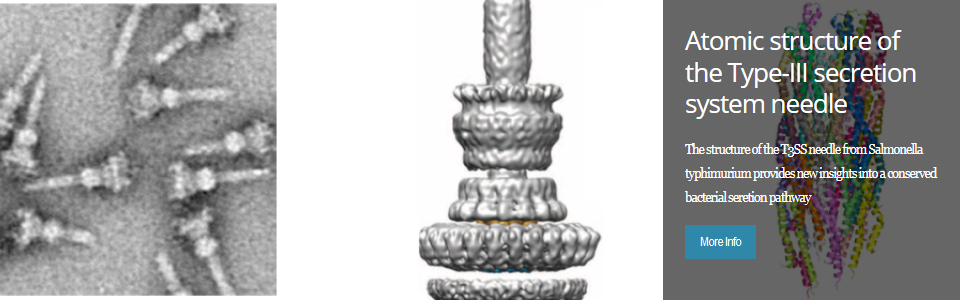 Atomic structure of
the Type-III secretion
system needle
The structure of the T3SS needle from Salmonella
typhimurium provides new insights into a conserved
bacterial seretion pathway
More Info